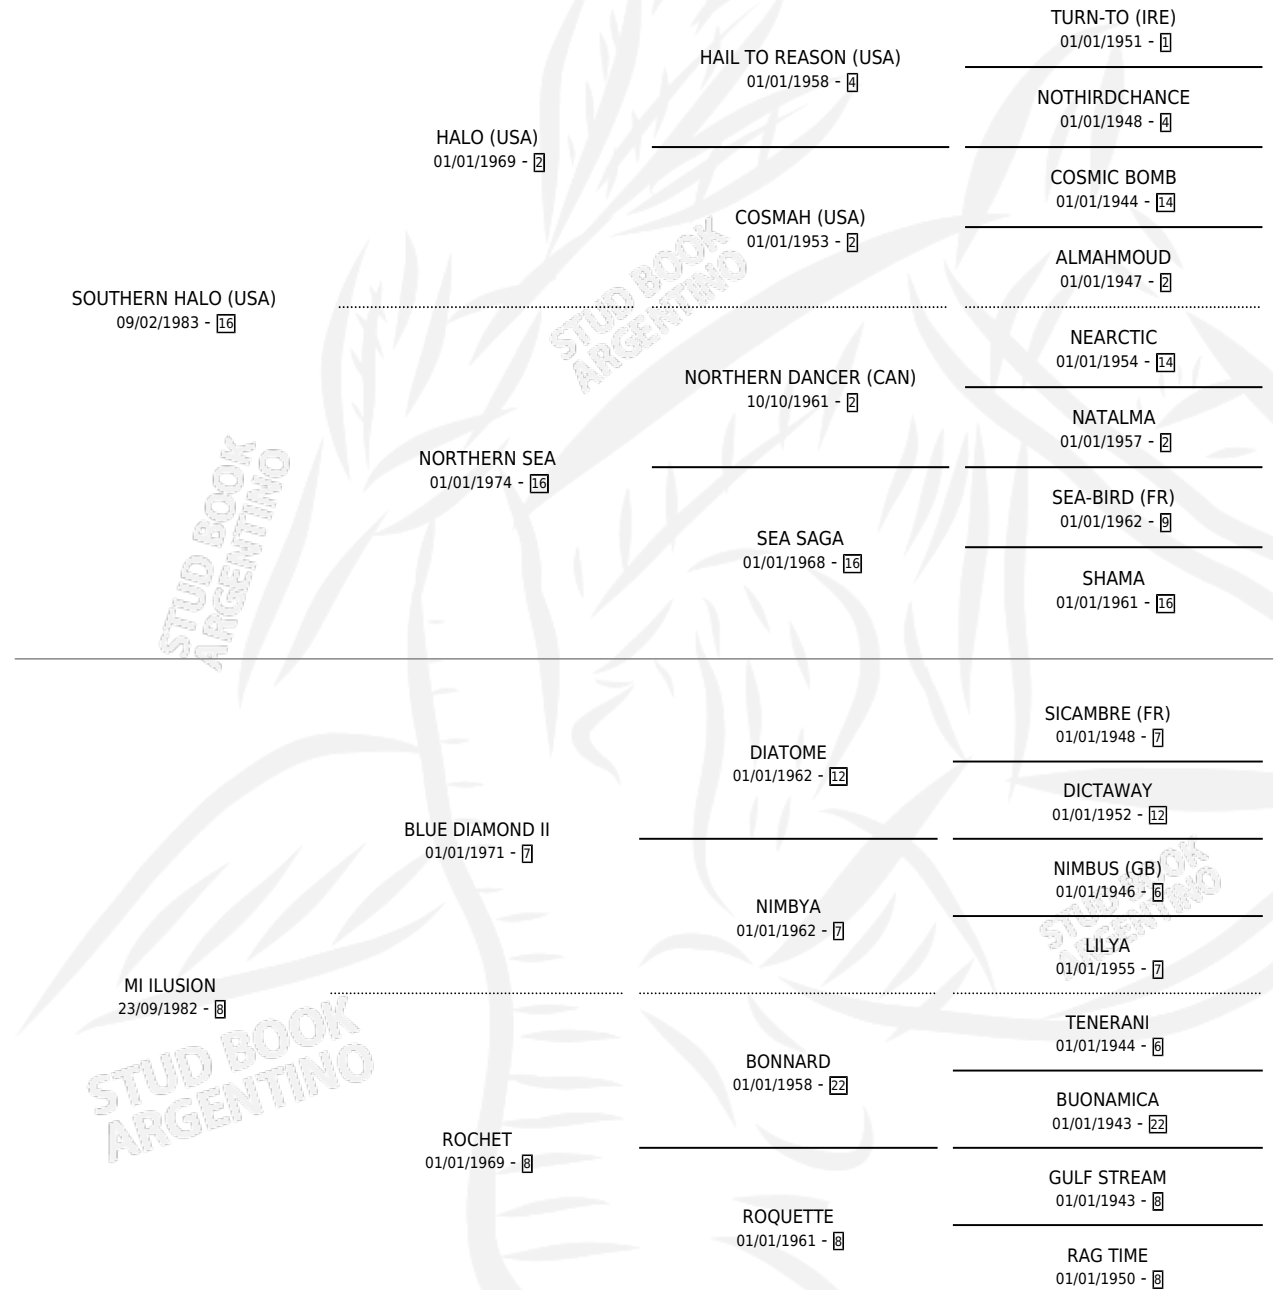 TURN-TO (IRE)
01/01/1951 - 1
HAIL TO REASON (USA)
01/01/1958 - 4
NOTHIRDCHANCE
01/01/1948 - 4
HALO (USA)
01/01/1969 - 2
COSMIC BOMB
01/01/1944 - 14
COSMAH (USA)
01/01/1953 - 2
ALMAHMOUD
01/01/1947 - 2
SOUTHERN HALO (USA)
09/02/1983 - 16
STUD BOOK
ARGENTINO
NEARCTIC
01/01/1954 - 14
NORTHERN DANCER (CAN)
10/10/1961 - 2
NATALMA
01/01/1957 - 2
NORTHERN SEA
01/01/1974 - 16
SEA-BIRD (FR)
01/01/1962 - 9
SEA SAGA
01/01/1968 - 16
SHAMA
01/01/1961 - 16
STUD BOOK
ARGENTINO
SICAMBRE (FR)
01/01/1948 - 7
DIATOME
01/01/1962 - 12
DICTAWAY
01/01/1952 - 12
BLUE DIAMOND II
01/01/1971 - 7
NIMBUS (GB)
01/01/1946 - 6
NIMBYA
01/01/1962 - 7
STUD BOOK
ARGENTINO
LILYA
01/01/1955 - 7
MI ILUSION
23/09/1982 - 8
STUD BOOK
ARGENTINO
TENERANI
01/01/1944 - 6
BONNARD
01/01/1958 - 22
BUONAMICA
01/01/1943 - 22
ROCHET
01/01/1969 - 8
GULF STREAM
01/01/1943 - 8
ROQUETTE
01/01/1961 - 8
RAG TIME
01/01/1950 - 8